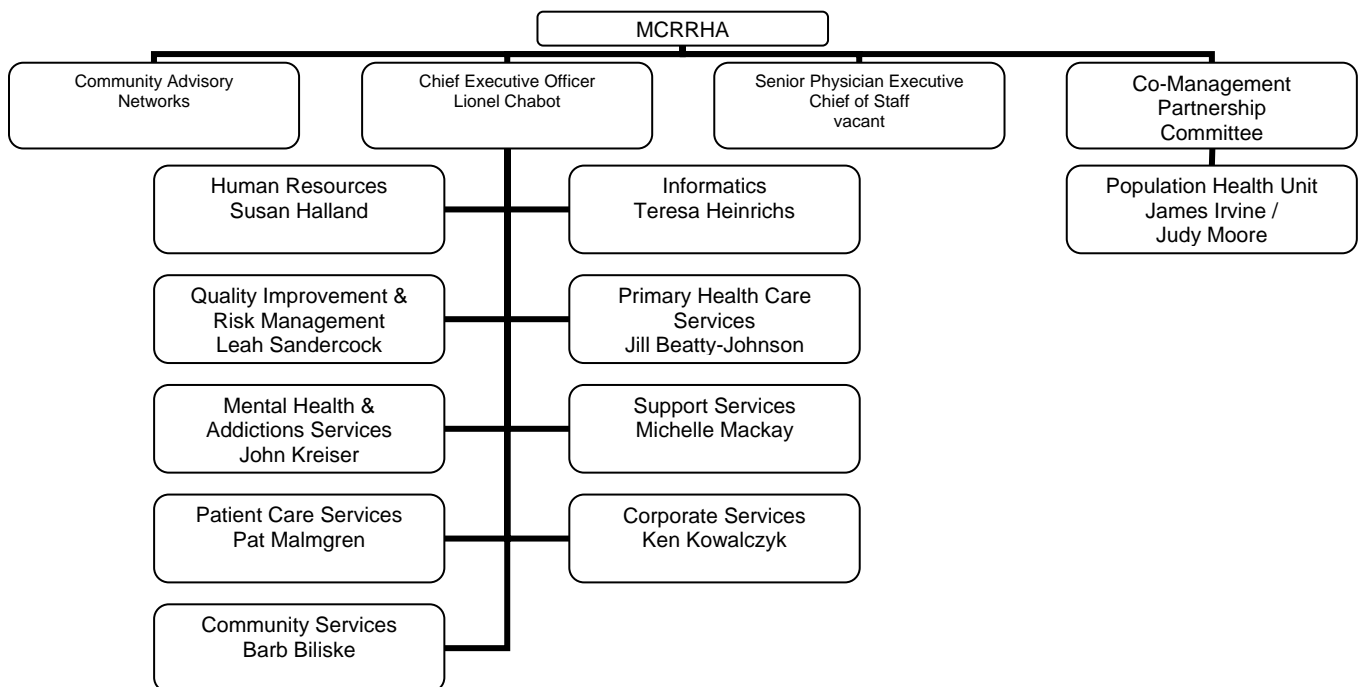 MCRRHA
Community Advisory
Networks
Chief Executive Officer
Lionel Chabot
Senior Physician Executive
Chief of Staff
vacant
Co-Management
Partnership
Committee
Human Resources
Susan Halland
Informatics
Teresa Heinrichs
Population Health Unit
James Irvine /
Judy Moore
Quality Improvement &
Risk Management
Leah Sandercock
Primary Health Care
Services
Jill Beatty-Johnson
Mental Health &
Addictions Services
John Kreiser
Support Services
Michelle Mackay
Patient Care Services
Pat Malmgren
Corporate Services
Ken Kowalczyk
Community Services
Barb Biliske